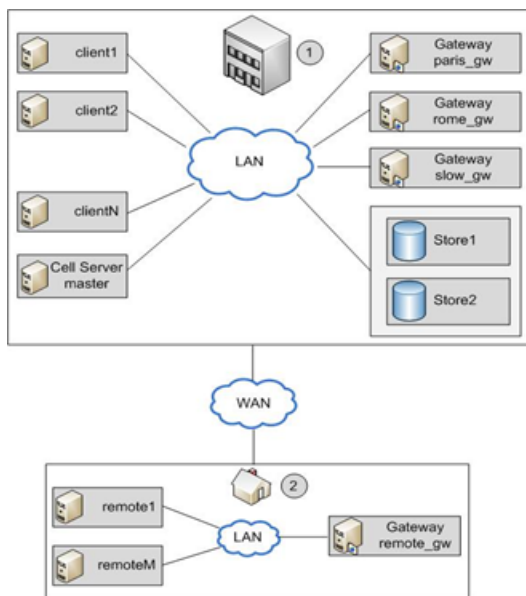 client1
1
Gateway
paris_gw
client2
Gateway
rome_gw
LAN
Gateway
slow_gw
clientN
Store1
Cell Server
master
Store2
WAN
2
remote1
LAN
Gateway
remote_gw
remoteM